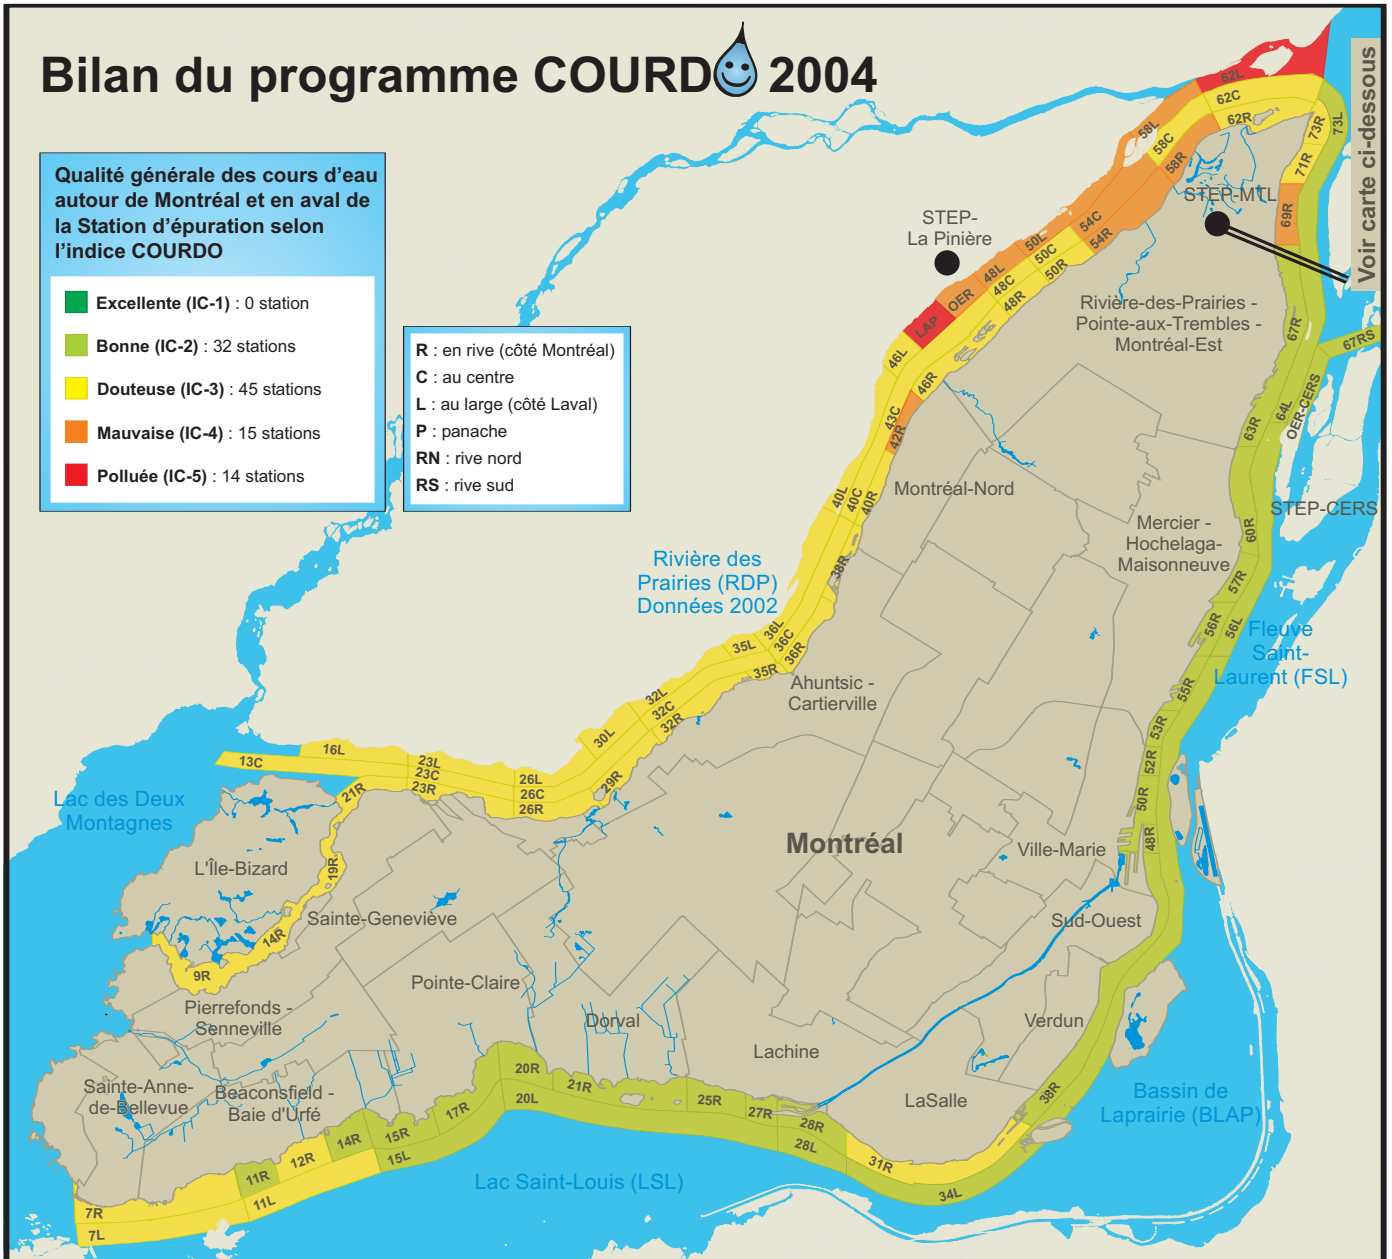 Bilan du programme COURDO 2004
Qualité générale des cours d'eau
autour de Montréal et en aval de
la Station d'épuration selon
l'indice COURDO
Excellente (IC-1) : 0 station
Bonne (IC-2) : 32 stations
Douteuse (IC-3) : 45 stations
Mauvaise (IC-4) : 15 stations
Polluée (IC-5) : 14 stations
R : en rive (côté Montréal)
C : au centre
L : au large (côté Laval)
P : panache
RN : rive nord
RS : rive sud
Voir carte ci-dessous
STEP-
La Pinière
STEP-MTL
Rivière-des-Prairies -
Pointe-aux-Trembles -
Montréal-Est
STEP-CERS
Montréal-Nord
Mercier -
Hochelaga-
Maisonneuve
Rivière des
Prairies (RDP)
Données 2002
Fleuve
Saint-
Laurent (FSL)
Ahuntsic -
Cartierville
Lac des Deux
Montagnes
L'Île-Bizard
Sainte-Geneviève
Montréal
Ville-Marie
Sud-Ouest
Pointe-Claire
Pierrefonds -
Senneville
Dorval
Lachine
Verdun
LaSalle
Sainte-Anne-
de-Bellevue
Beaconsfield -
Baie d'Urfé
Bassin de
Laprairie (BLAP)
Lac Saint-Louis (LSL)
62L
62C
62R
73R
73L
71R
69R
58L
58C
58R
54C
54R
50L
50C
50R
48L
48C
48R
OER
LAP
46L
46R
43C
42R
40L
40C
40R
38R
36L
36C
36R
35L
35R
32L
32C
32R
30L
29R
26L
26C
26R
23L
23C
23R
16L
13C
21R
19R
14R
9R
67R
67RS
64L
OER-CERS
63R
60R
57R
56R
56L
55R
53R
52R
50R
48R
38R
34L
31R
28R
28L
27R
25R
21R
20R
20L
17R
15R
15L
14R
12R
11R
11L
7R
7L